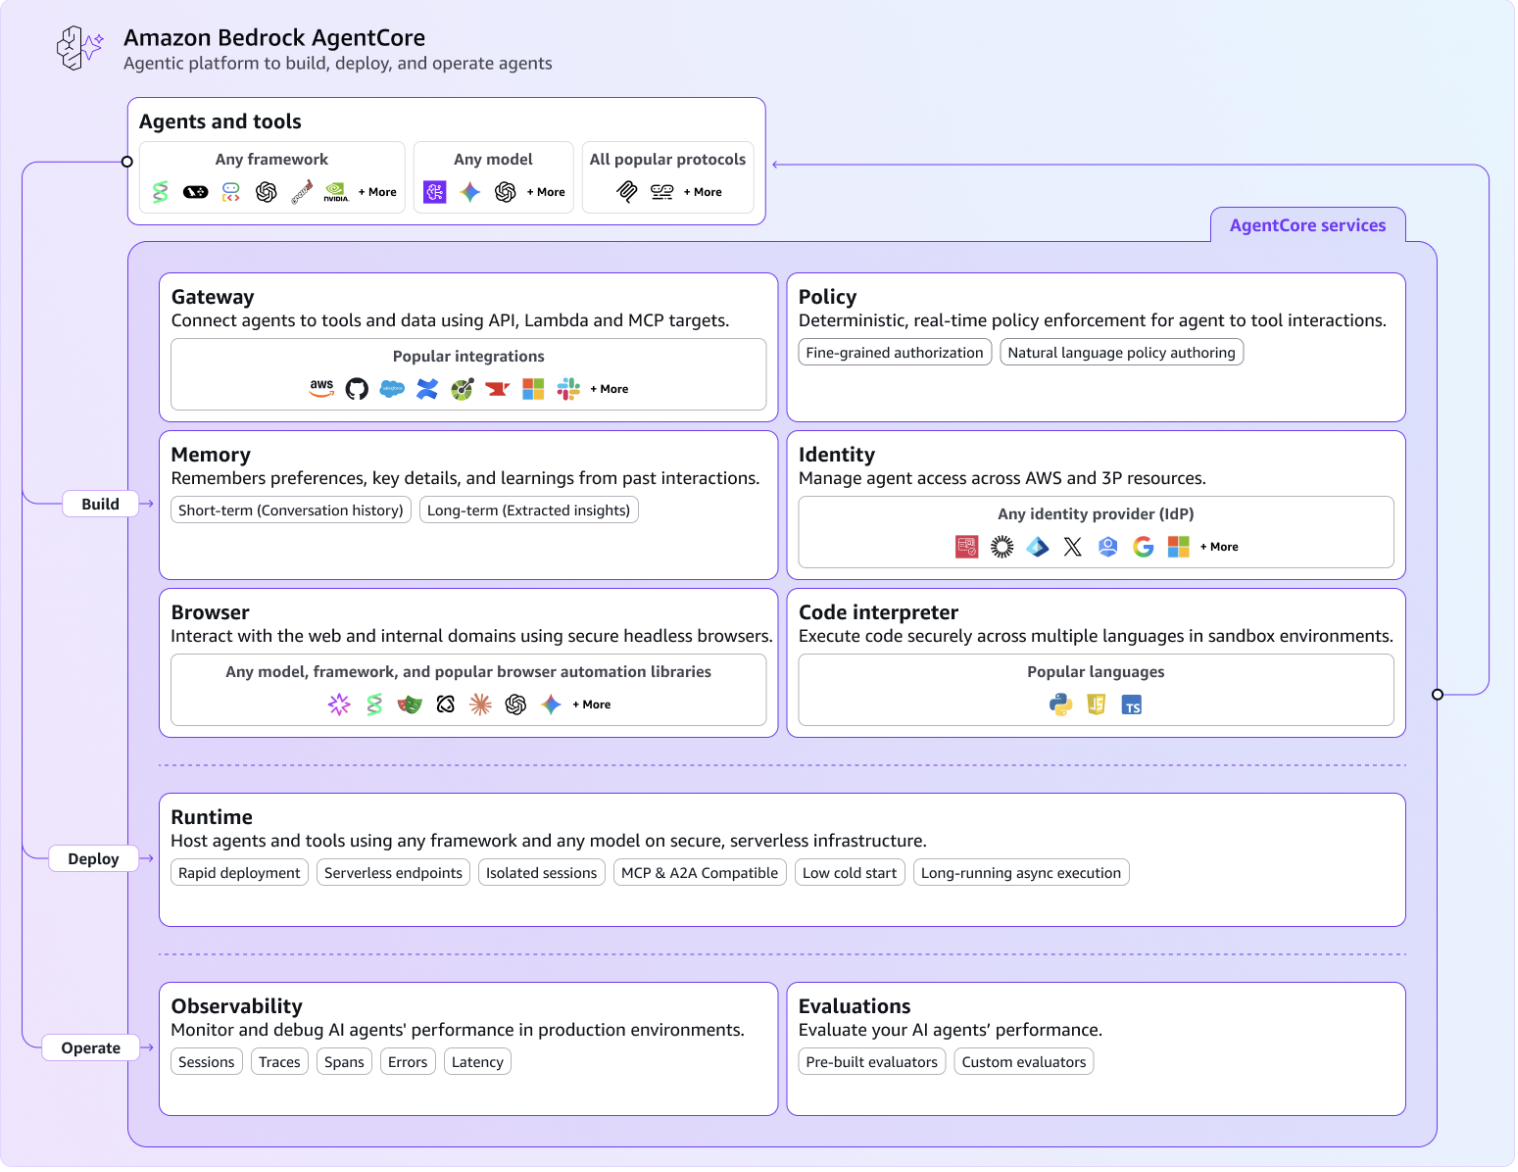 Amazon Bedrock AgentCore
Agentic platform to build, deploy, and operate agents
Agents and tools
Any framework
NVIDIA.
+ More
Any model
+ More
All popular protocols
+ More
AgentCore services
Gateway
Connect agents to tools and data using API, Lambda and MCP targets.
Popular integrations
aws
salesforce
+ More
Policy
Deterministic, real-time policy enforcement for agent to tool interactions.
Fine-grained authorization
Natural language policy authoring
Build
Memory
Remembers preferences, key details, and learnings from past interactions.
Short-term (Conversation history)
Long-term (Extracted insights)
Identity
Manage agent access across AWS and 3P resources.
Any identity provider (IdP)
+ More
Browser
Interact with the web and internal domains using secure headless browsers.
Any model, framework, and popular browser automation libraries
+ More
Code interpreter
Execute code securely across multiple languages in sandbox environments.
Popular languages
JS
TS
Deploy
Runtime
Host agents and tools using any framework and any model on secure, serverless infrastructure.
Rapid deployment
Serverless endpoints
Isolated sessions
MCP & A2A Compatible
Low cold start
Long-running async execution
Operate
Observability
Monitor and debug AI agents' performance in production environments.
Sessions
Traces
Spans
Errors
Latency
Evaluations
Evaluate your AI agents’ performance.
Pre-built evaluators
Custom evaluators